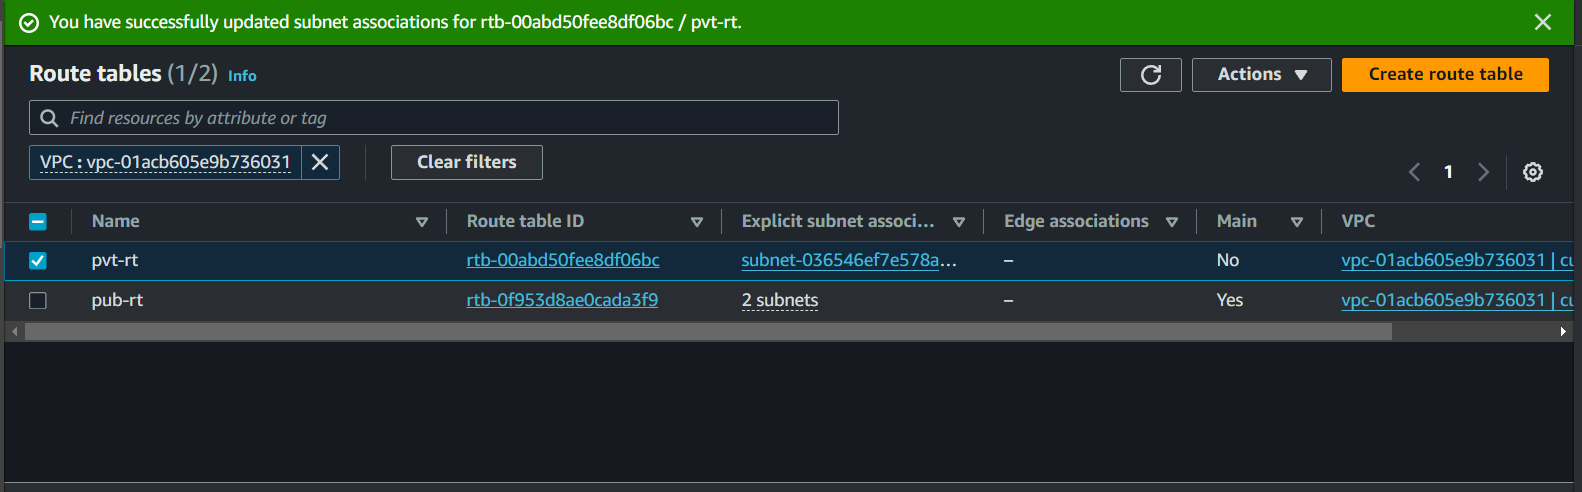 You have successfully updated subnet associations for rtb-00abd50fee8df06bc / pvt-rt.
Route tables (1/2) Info
Actions
Create route table
Find resources by attribute or tag
VPC : vpc-01acb605e9b736031
Clear filters
1
Name Route table ID Explicit subnet associ... Edge associations Main VPC
pvt-rt rtb-00abd50fee8df06bc subnet-036546ef7e578a... – No vpc-01acb605e9b736031 | cu
pub-rt rtb-0f953d8ae0cada3f9 2 subnets – Yes vpc-01acb605e9b736031 | cu